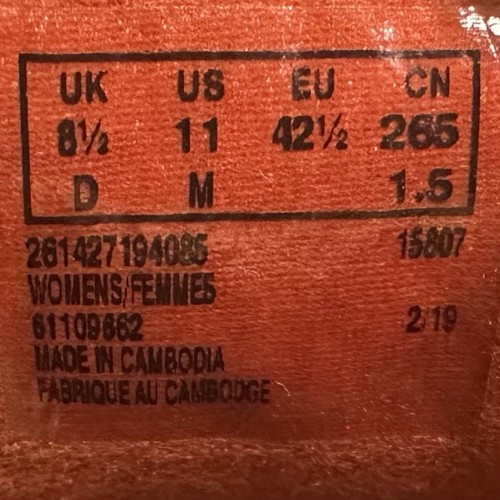 UK US EU CN
8½ 11 42½ 265
D M 1.5
261427194085 15807
WOMENS/FEMMES
61109662 2/19
MADE IN CAMBODIA
FABRIQUE AU CAMBODGE